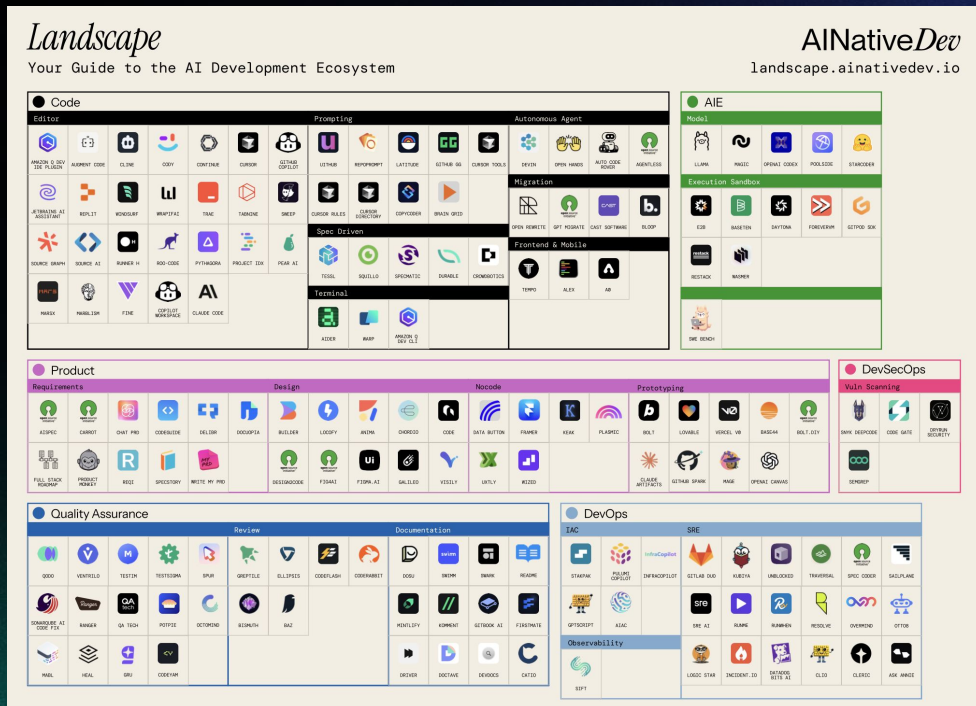 Landscape
AINativeDev
Your Guide to the AI Development Ecosystem
landscape.ainativedev.io
Code
Editor
Prompting
Autonomous Agent
AMAZON Q DEV IDE PLUGIN
AUGMENT CODE
CLINE
CODY
CONTINUE
CURSOR
GITHUB COPILOT
UITHUB
REPOPROMPT
LATITUDE
GITHUB GG
CURSOR TOOLS
DEVIN
OPEN HANDS
AUTO CODE ROVER
AGENTLESS
JETBRAINS AI ASSISTANT
REPLIT
WINDSURF
WRAPIFAI
TRAE
TABNINE
SWEEP
CURSOR RULES
CURSOR DIRECTORY
COPYCODER
BRAIN GRID
Migration
OPEN REWRITE
GPT MIGRATE
CAST SOFTWARE
BLOOP
SOURCE GRAPH
SOURCE AI
RUNNER H
ROO-CODE
PYTHAGORA
PROJECT IDX
PEAR AI
Spec Driven
TESSL
SQUILLO
SPECMATIC
DURABLE
CROWDBOTICS
Frontend & Mobile
TEMPO
ALEX
A0
MARSX
MARBLISM
FINE
COPILOT WORKSPACE
CLAUDE CODE
Terminal
AIDER
WARP
AMAZON Q DEV CLI
AIE
Model
LLAMA
MAGIC
OPENAI CODEX
POOLSIDE
STARCODER
Execution Sandbox
E2B
BASETEN
DAYTONA
FOREVERVM
GITPOD SDK
RESTACK
WASMER
SWE BENCH
Product
Requirements
Design
Nocode
Prototyping
AISPEC
CARROT
CHAT PRD
CODEGUIDE
DELIBR
DOCUOPIA
BUILDER
LOCOFY
ANIMA
CODE
DATA BUTTON
FRAMER
KEAK
PLASMIC
BOLT
LOVABLE
VERCEL V0
BASE44
BOLT.DIY
FULL STACK ROADMAP
PRODUCT MONKEY
REQI
SPECSTORY
WRITE MY PRD
DESIGN2CODE
FIG4AI
FIGMA.AI
GALILEO
VISILY
UXTLY
WIZED
CLAUDE ARTIFACTS
GITHUB SPARK
MAGE
OPENAI CANVAS
DevSecOps
Vuln Scanning
SNYK DEEPCODE
CODE GATE
DRYRUN SECURITY
SEMGREP
Quality Assurance
Review
Documentation
QODO
VENTRILO
TESTIM
TESTSIGMA
SPUR
GREPTILE
ELLIPSIS
CODEFLASH
CODERABBIT
DOSU
SWIMM
DWARK
README
SONARQUBE AI CODE FIX
RANGER
QA TECH
POTPIE
OCTOMIND
BISMUTH
BAZ
MINTLIFY
KOMMENT
GITBOOK AI
FIRSTMATE
MABL
HEAL
GRU
CODEYAM
DRIVER
DOCTAVE
DEVDOCS
CATIO
DevOps
IAC
SRE
STAKPAK
PULUMI COPILOT
INFRACOPILOT
GITLAB DUO
KUBIYA
UNBLOCKED
TRAVERSAL
SPEC CODER
SAILPLANE
GPTSCRIPT
AIAC
SRE AI
RUNME
RUNWHEN
RESOLVE
OVERMIND
OTTO8
Observability
SIFT
LOGIC STAR
INCIDENT.IO
DATADOG BITS AI
CLIO
CLERIC
ASK ANNIE